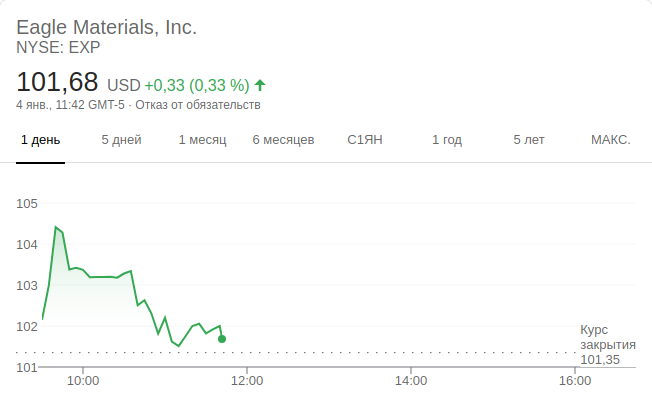 Eagle Materials, Inc.
NYSE: EXP
101,68 USD +0,33 (0,33 %)
4 янв., 11:42 GMT-5 · Отказ от обязательств
1 день 5 дней 1 месяц 6 месяцев С1ЯН 1 год 5 лет МАКС.
105
104
103
102
101
Курс
закрытия
101,35
10:00 12:00 14:00 16:00